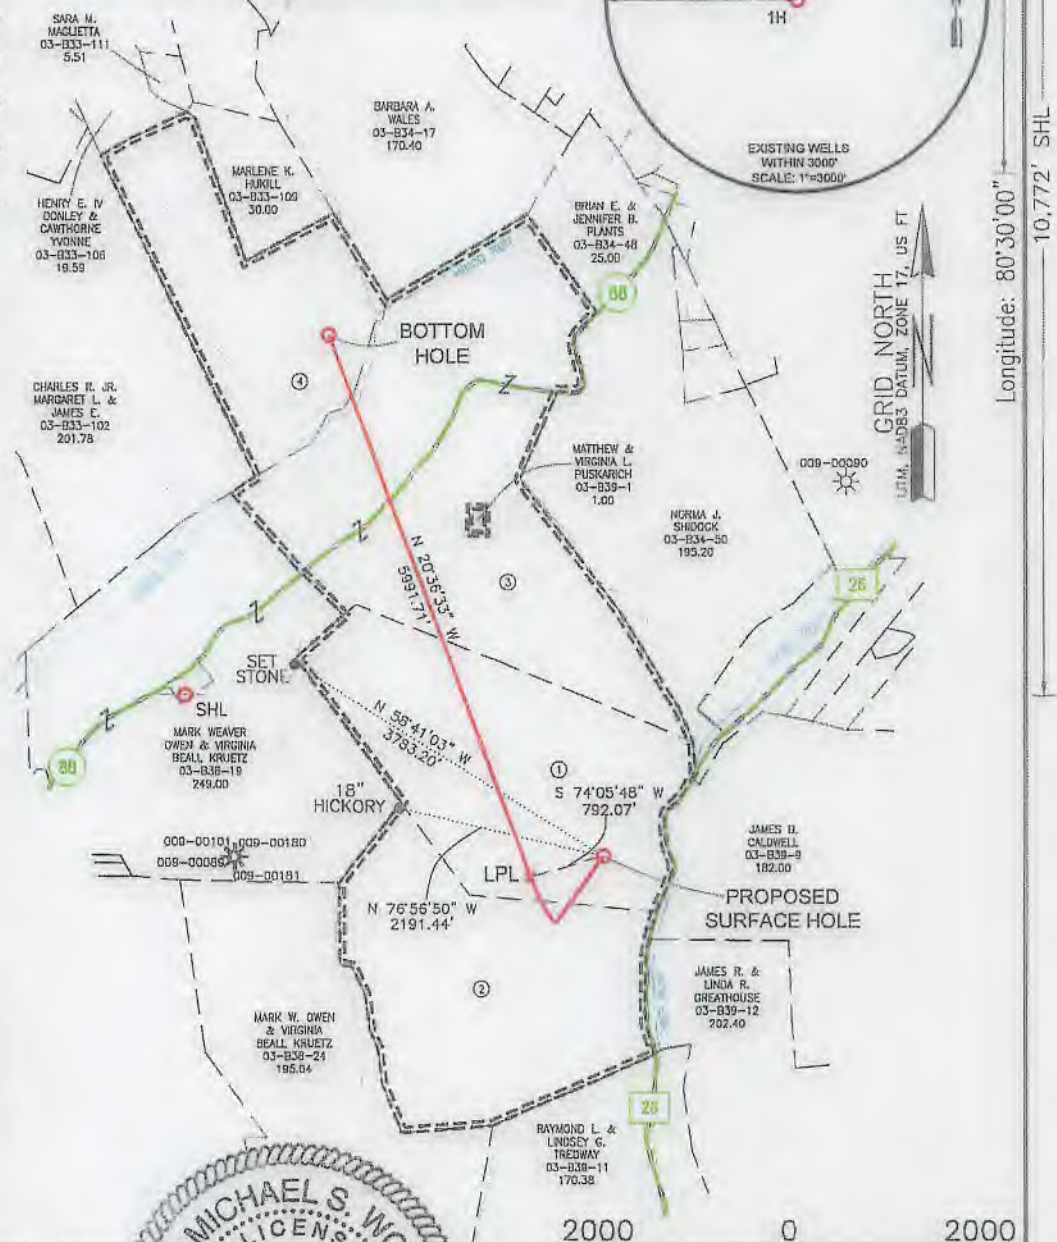 1H
EXISTING WELLS
WITHIN 3000'
SCALE: 1"=3000'
SARA M.
MAGLIETTA
03-B33-111
5.51
BARBARA A.
WALES
03-B34-17
170.40
MARLENE K.
HUKILL
03-B33-109
30.00
HENRY E. IV
DONLEY &
CAWTHORNE
YVONNE
03-B33-106
19.59
BRIAN E. &
JENNIFER B.
PLANTS
03-B34-48
25.00
88
BOTTOM
HOLE
4
CHARLES R. JR.
MARGARET L. &
JAMES E.
03-B33-102
201.78
MATTHEW &
VIRGINIA L.
PUSKARICH
03-B39-1
1.00
009-00090
NORMA J.
SHIDOCK
03-B34-50
195.20
GRID NORTH
UTM, NAD83 DATUM, ZONE 17, US FT
Longitude: 80°30'00"
10,772' SHL
N 20°36'33" W
5991.71'
3
26
SET
STONE
SHL
MARK WEAVER
OWEN & VIRGINIA
BEALL KRUETZ
03-B38-19
249.00
88
N 58°41'03" W
3783.20'
1
S 74°05'48" W
792.07'
18"
HICKORY
009-00101
009-00180
009-00089
009-00181
JAMES D.
CALDWELL
03-B39-9
182.00
LPL
PROPOSED
SURFACE HOLE
N 76°56'50" W
2191.44'
2
JAMES R. &
LINDA R.
GREATHOUSE
03-B39-12
202.40
MARK W. OWEN
& VIRGINIA
BEALL KRUETZ
03-B38-24
195.04
26
RAYMOND L. &
LINDSEY G.
TREDWAY
03-B39-11
170.38
MICHAEL S.
LICENS
2000 0 2000